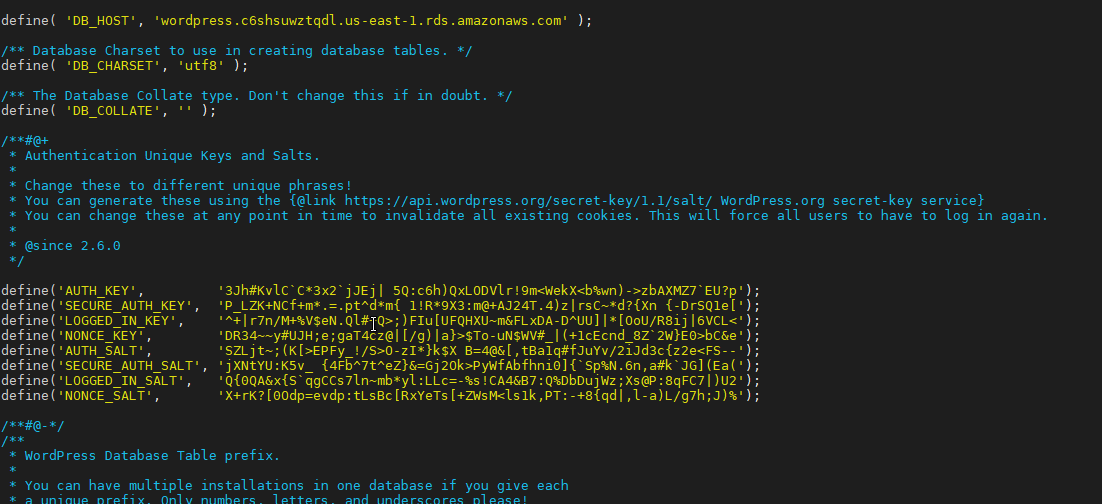 define( 'DB_HOST', 'wordpress.c6shsuwztqdl.us-east-1.rds.amazonaws.com' );
/** Database Charset to use in creating database tables. */
define( 'DB_CHARSET', 'utf8' );
/** The Database Collate type. Don't change this if in doubt. */
define( 'DB_COLLATE', '' );
/**#@+
 * Authentication Unique Keys and Salts.
 *
 * Change these to different unique phrases!
 * You can generate these using the {@link https://api.wordpress.org/secret-key/1.1/salt/ WordPress.org secret-key service}
 * You can change these at any point in time to invalidate all existing cookies. This will force all users to have to log in again.
 *
 * @since 2.6.0
 */
define('AUTH_KEY',         '3Jh#KvlC`C*3x2`jJEj| 5Q:c6h)QxLODVlr!9m<WekX<b%wn)->zbAXMZ7`EU?p');
define('SECURE_AUTH_KEY',  'P_LZK+NCf+m*.=.pt^d*m{ 1!R*9X3:m@+AJ24T.4)z|rsC~*d?{Xn {-DrSQ1e[');
define('LOGGED_IN_KEY',    '^+|r7n/M+%V$eN.Ql#+Q>;)FIu[UFQHXU~m&FLxDA-D^UU]|*[OoU/R8ij|6VCL<');
define('NONCE_KEY',        'DR34~~y#UJH;e;gaT4cz@|[/g)|a}>$To-uN$WV#_|(+1cEcnd_8Z`2W}E0>bC&e');
define('AUTH_SALT',        'SZLjt~;(K[>EPFy_!/S>O-zI*}k$X B=4@&[,tBa1q#fJuYv/2iJd3c{z2e<FS--');
define('SECURE_AUTH_SALT', 'jXNtYU:K5v_ {4Fb^7t^eZ}&=Gj2Ok>PyWfAbfhni0]{`Sp%N.6n,a#k`JG](Ea(');
define('LOGGED_IN_SALT',   'Q{0QA&x{S`qgCCs7ln~mb*yl:LLc=-%s!CA4&B7:Q%DbDujWz;Xs@P:8qFC7|)U2');
define('NONCE_SALT',       'X+rK?[0Odp=evdp:tLsBc[RxYeTs[+ZWsM<ls1k,PT:-+8{qd|,l-a)L/g7h;J)%');
/**#@-*/
/**
 * WordPress Database Table prefix.
 *
 * You can have multiple installations in one database if you give each
 * a unique prefix. Only numbers, letters, and underscores please!